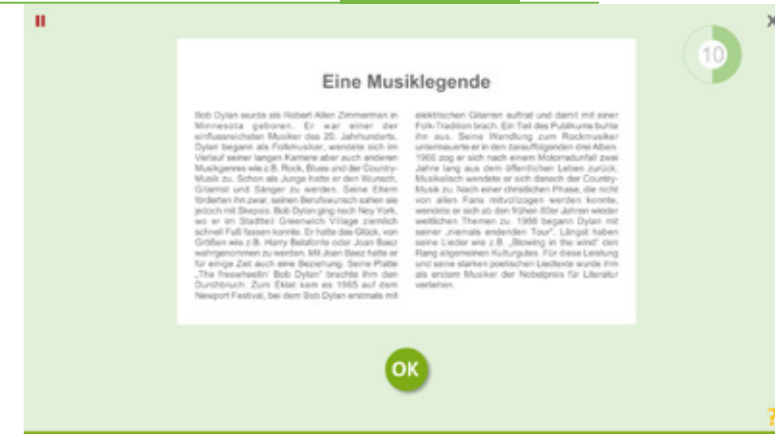 10
Eine Musiklegende
Bob Dylan wurde als Robert Allen Zimmerman in
Minnesota geboren. Er war einer der
einflussreichsten Musiker des 20. Jahrhunderts.
Dylan begann als Folkmusiker, wendete sich im
Verlauf seiner langen Karriere aber auch anderen
Musikgenres wie z.B. Rock, Blues und der Country-
Musik zu. Schon als Junge hatte er den Wunsch,
Gitarrist und Sänger zu werden. Seine Eltern
förderten ihn zwar, seinen Berufswunsch sahen sie
jedoch mit Skepsis. Bob Dylan ging nach Ney York,
wo er im Stadtteil Greenwich Village ziemlich
schnell Fuß fassen konnte. Er hatte das Glück, von
Größen wie z.B. Harry Belafonte oder Joan Baez
wahrgenommen zu werden. Mit Joan Baez hatte er
für einige Zeit auch eine Beziehung. Seine Platte
„The freewheelin' Bob Dylan" brachte ihm den
Durchbruch. Zum Eklat kam es 1965 auf dem
Newport Festival, bei dem Bob Dylan erstmals mit
elektrischen Gitarren auftrat und damit mit einer
Folk-Tradition brach. Ein Teil des Publikums buhte
ihn aus. Seine Wandlung zum Rockmusiker
untermauerte er in den darauffolgenden drei Alben.
1966 zog er sich nach einem Motorradunfall zwei
Jahre lang aus dem öffentlichen Leben zurück.
Musikalisch wendete er sich danach der Country-
Musik zu. Nach einer christlichen Phase, die nicht
von allen Fans mitvollzogen werden konnte,
wendete er sich ab den frühen 80er Jahren wieder
weltlichen Themen zu. 1988 begann Dylan mit
seiner „niemals endenden Tour". Längst haben
seine Lieder wie z.B. „Blowing in the wind" den
Rang allgemeinen Kulturgutes. Für diese Leistung
und seine starken poetischen Liedtexte wurde ihm
als erstem Musiker der Nobelpreis für Literatur
verliehen.
OK
?